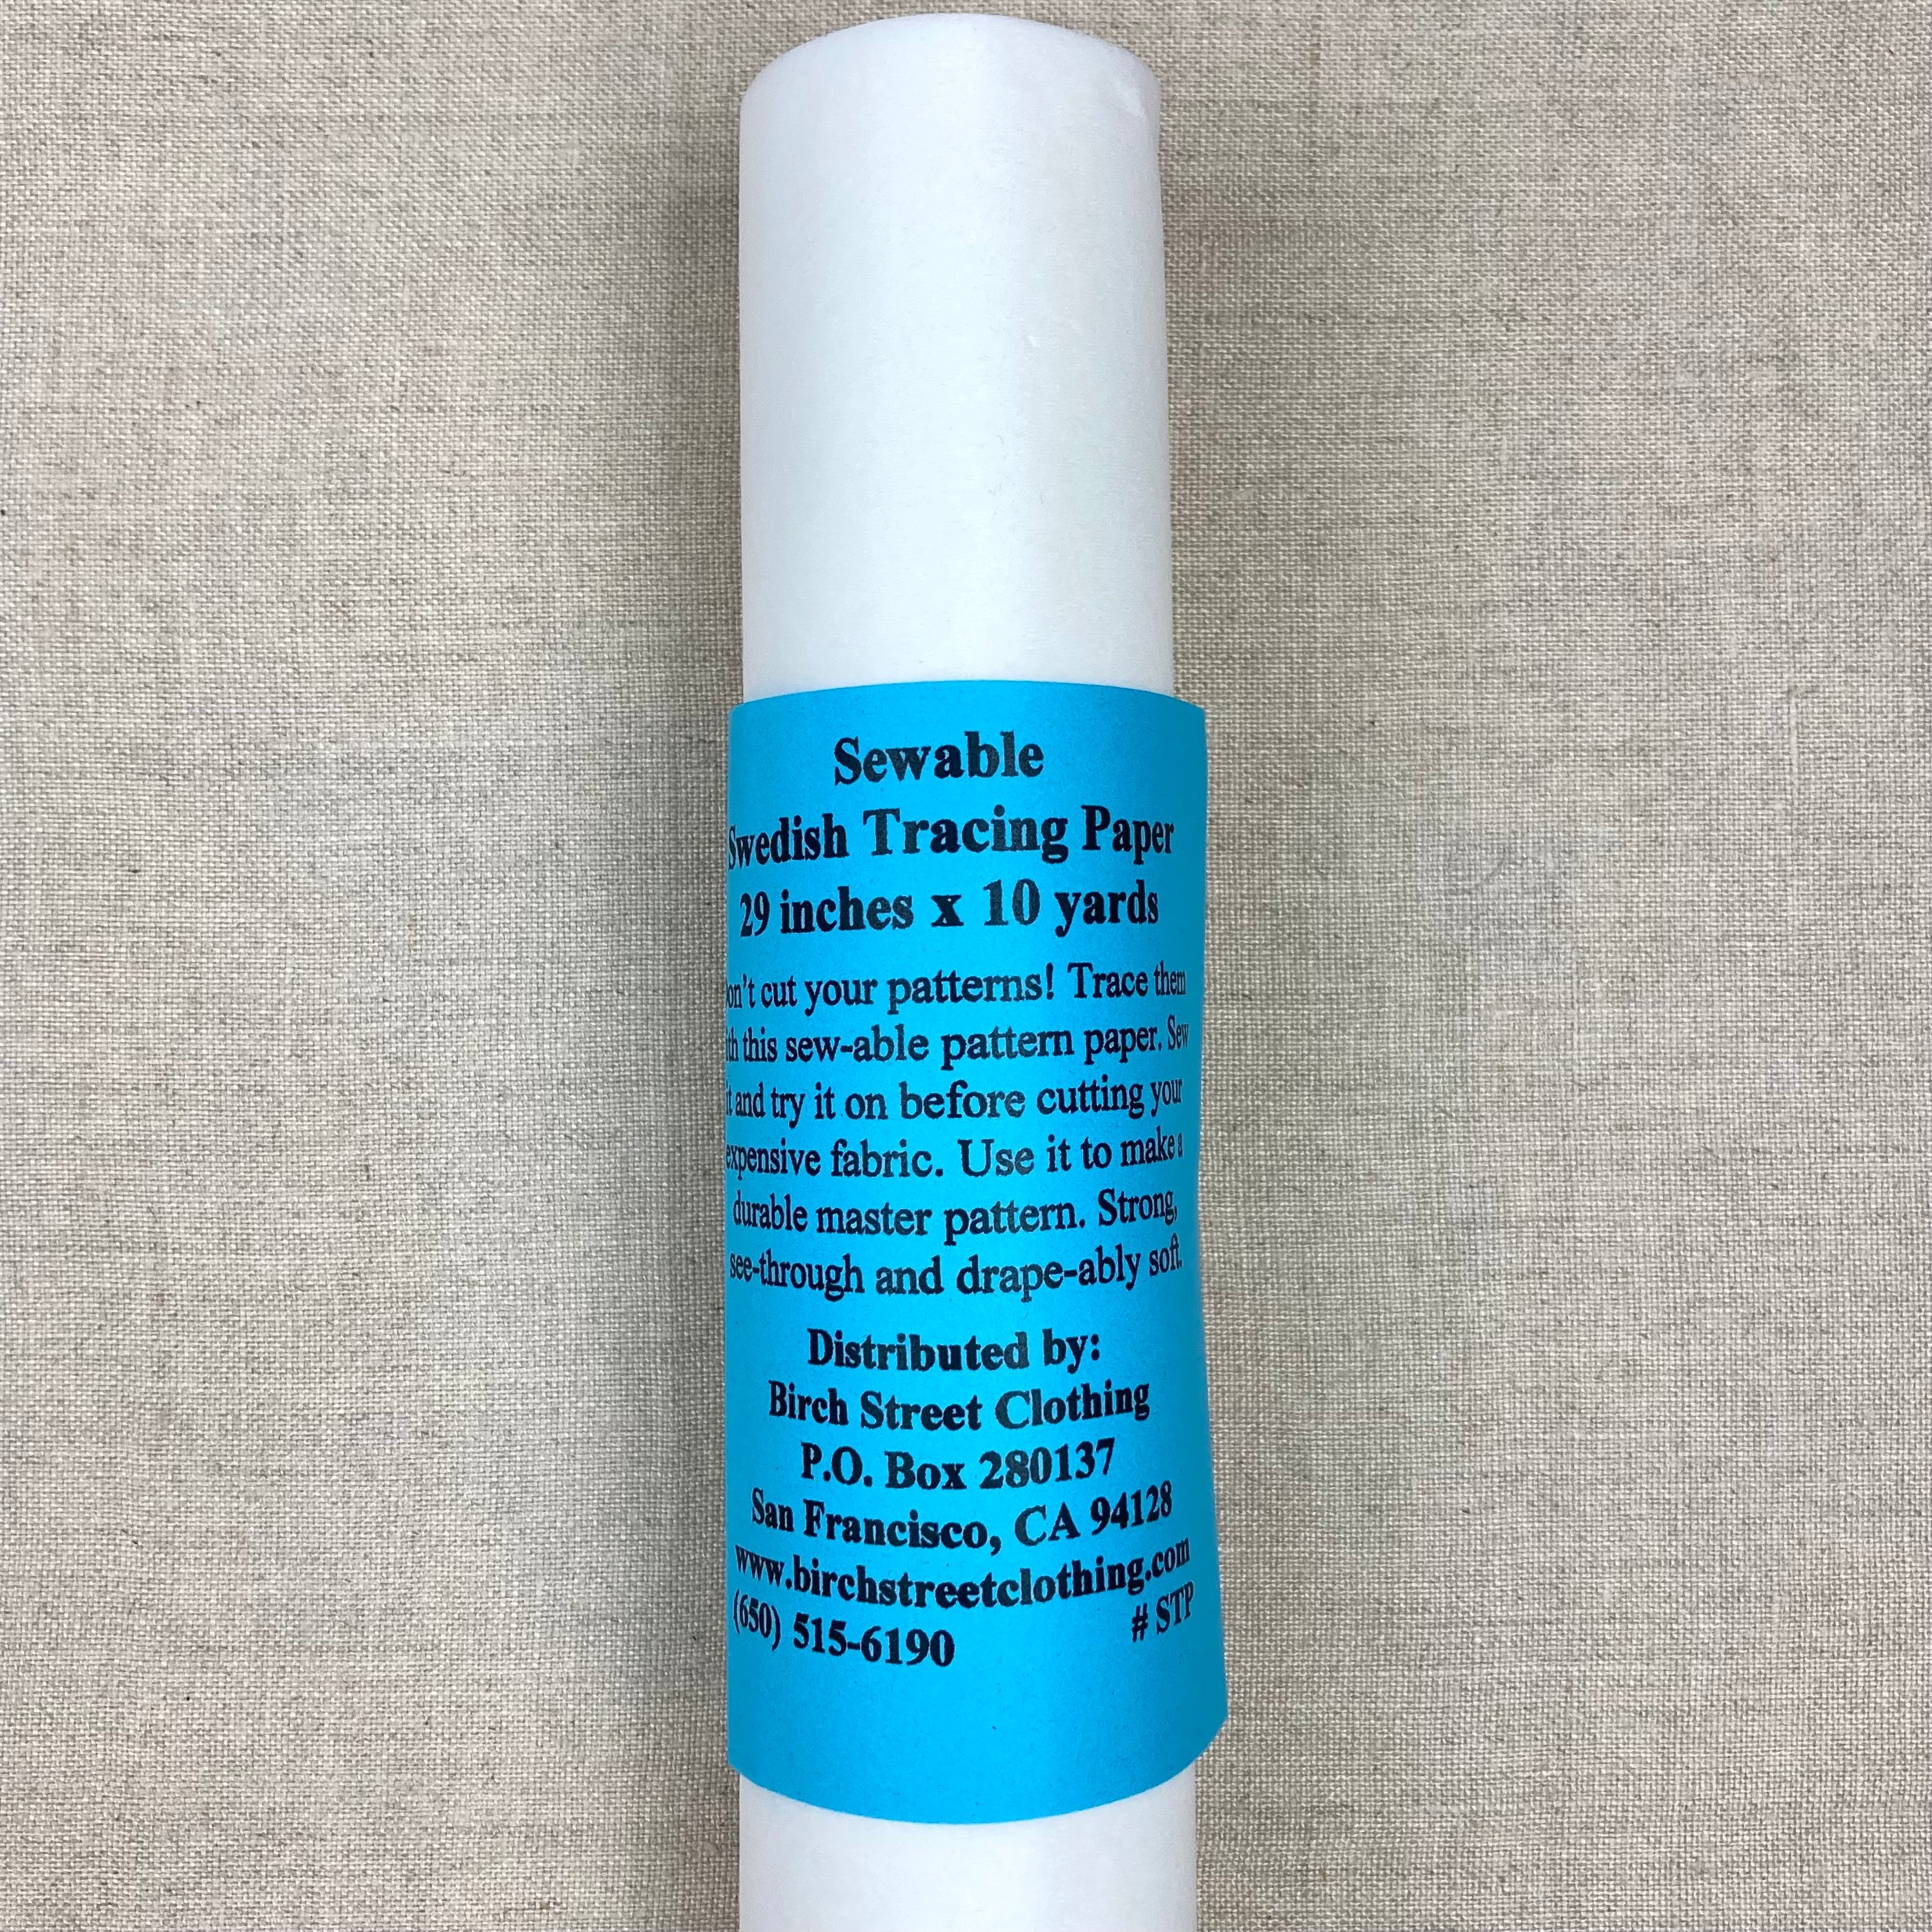 Sewable
Swedish Tracing Paper
29 inches x 10 yards
on't cut your patterns! Trace them
th this sew-able pattern paper. Sew
it and try it on before cutting your
expensive fabric. Use it to make a
durable master pattern. Strong,
see-through and drape-ably soft.
Distributed by:
Birch Street Clothing
P.O. Box 280137
San Francisco, CA 94128
www.birchstreetclothing.com
(650) 515-6190 # STP